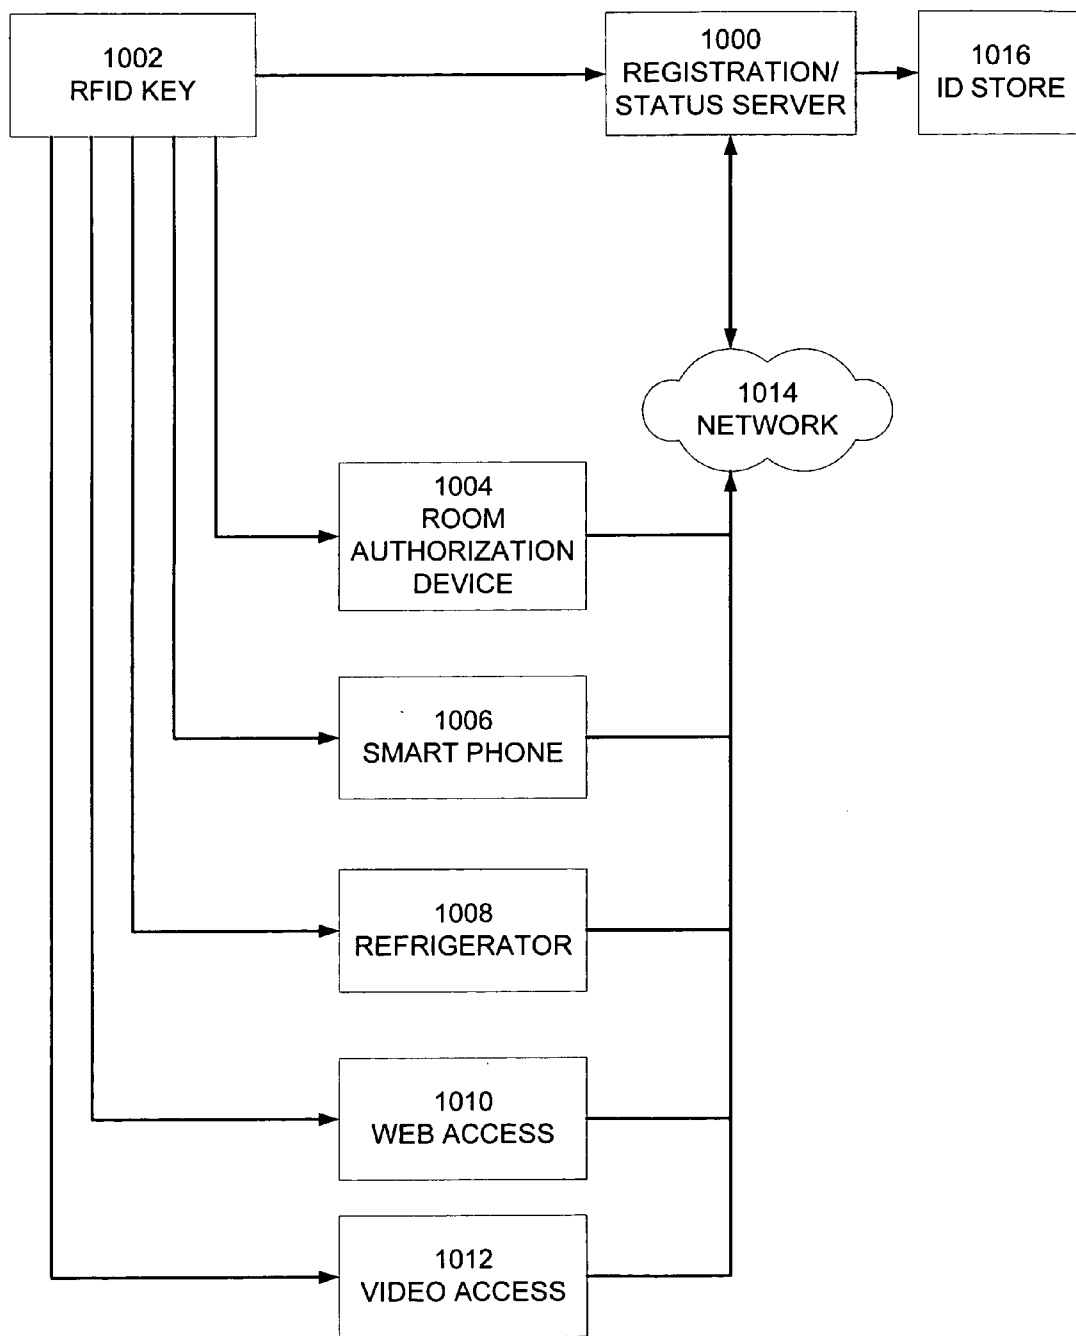 1002
RFID KEY
1000
REGISTRATION/
STATUS SERVER
1016
ID STORE
1014
NETWORK
1004
ROOM
AUTHORIZATION
DEVICE
1006
SMART PHONE
1008
REFRIGERATOR
1010
WEB ACCESS
1012
VIDEO ACCESS